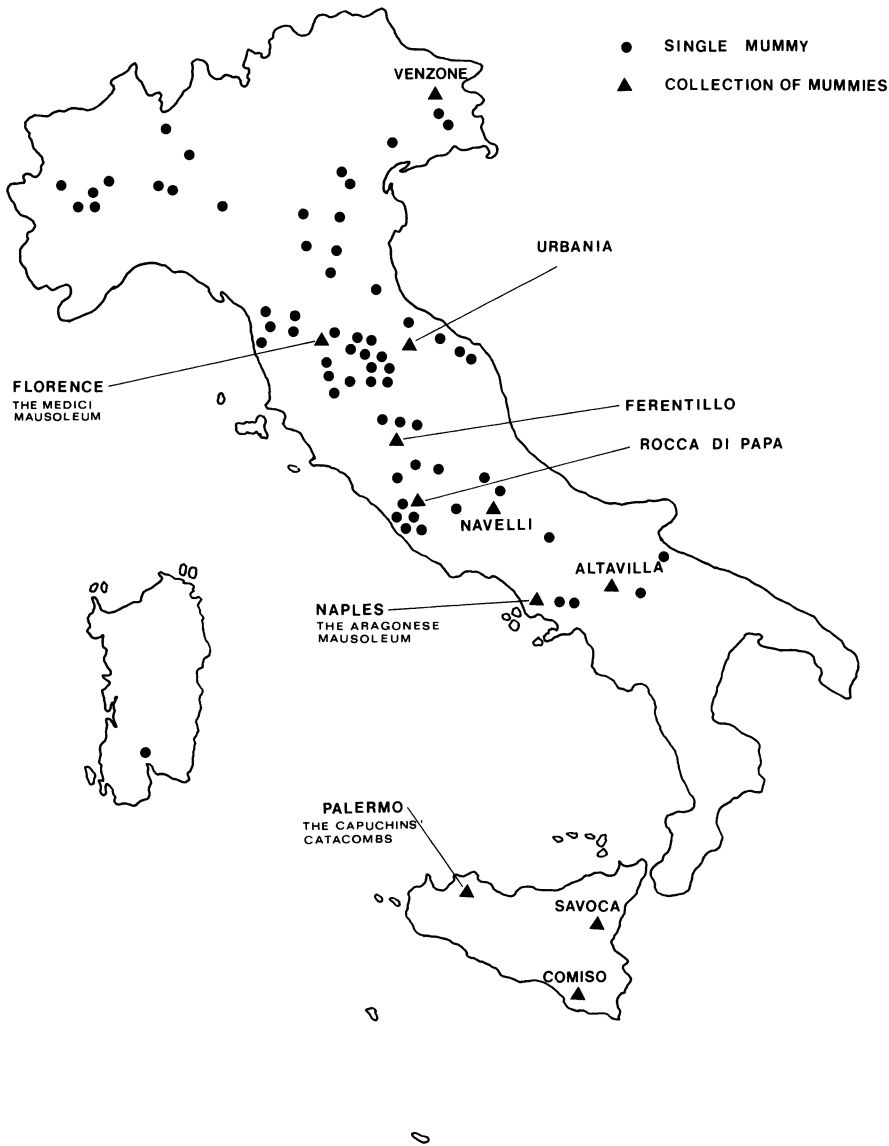 SINGLE MUMMY
COLLECTION OF MUMMIES
VENZONE
URBANIA
FLORENCE
THE MEDICI
MAUSOLEUM
FERENTILLO
ROCCA DI PAPA
NAVELLI
ALTAVILLA
NAPLES
THE ARAGONESE
MAUSOLEUM
PALERMO
THE CAPUCHINS'
CATACOMBS
SAVOCA
COMISO